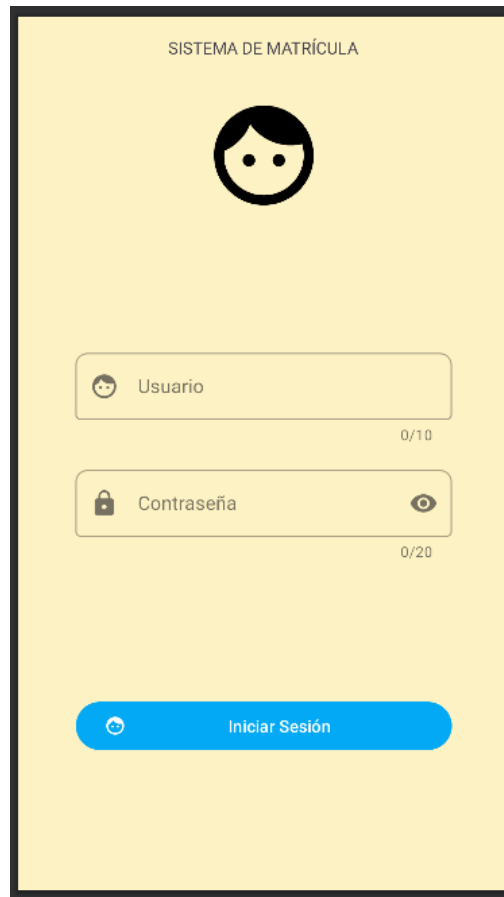 SISTEMA DE MATRÍCULA
Usuario
0/10
Contraseña
0/20
Iniciar Sesión